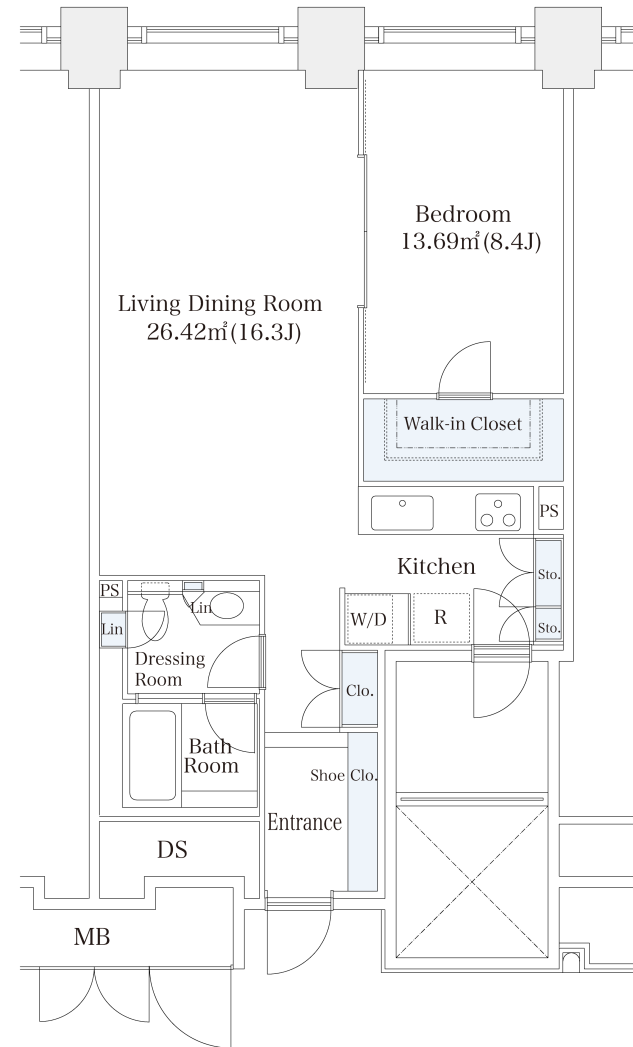 Bedroom
13.69㎡(8.4J)
Living Dining Room
26.42㎡(16.3J)
Walk-in Closet
PS
Kitchen
Sto.
PS
Lin
W/D
R
Lin
Sto.
Dressing
Room
Clo.
Bath
Room
Shoe Clo.
Entrance
DS
MB